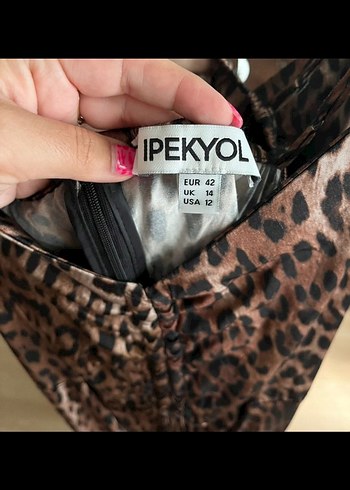 IPEKYOL
EUR 42
UK 14
USA 12